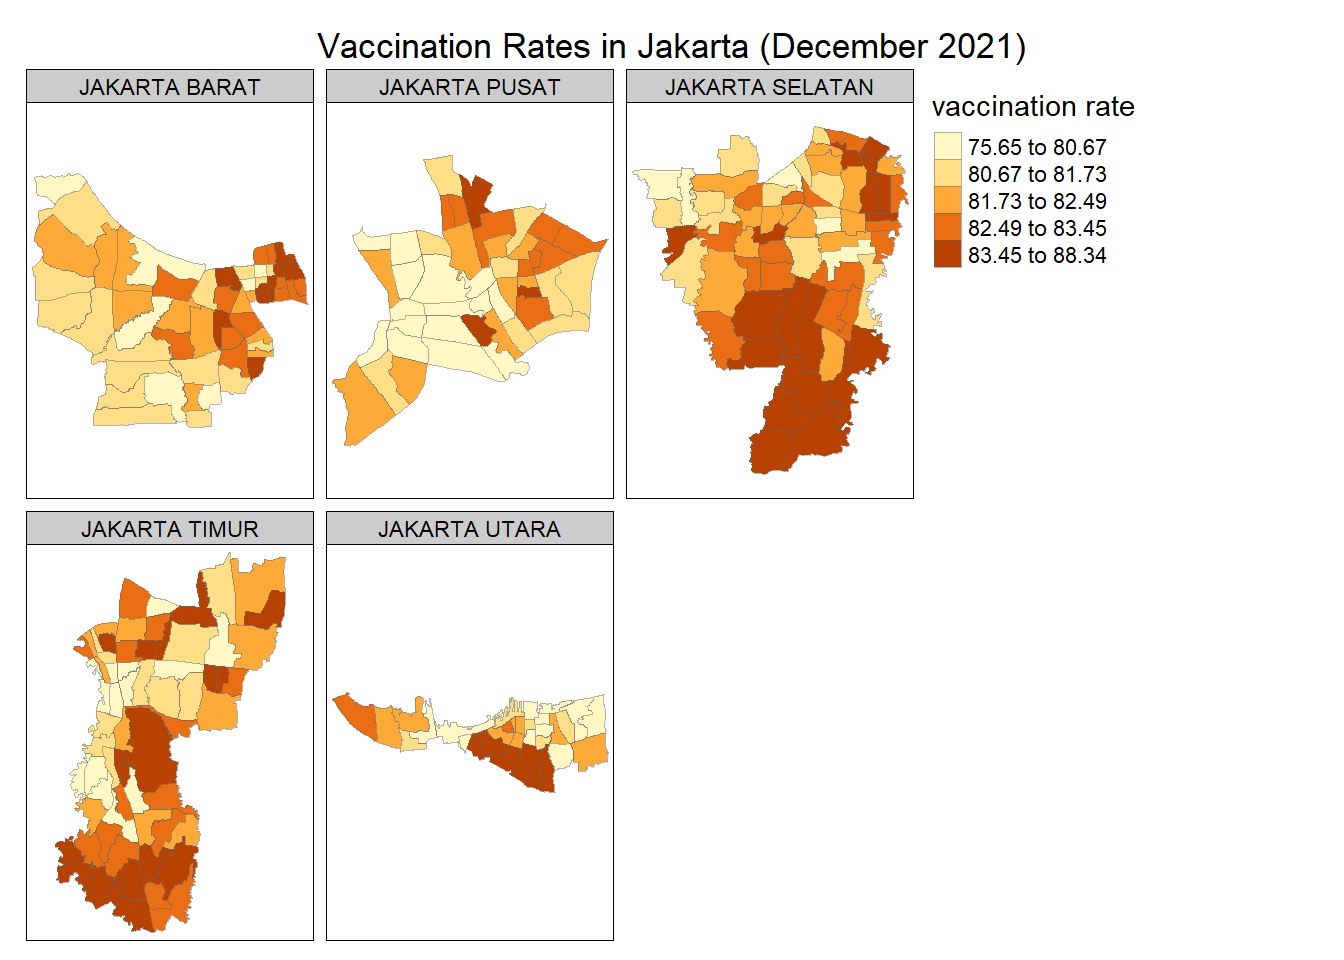 Vaccination Rates in Jakarta (December 2021)
JAKARTA BARAT
JAKARTA PUSAT
JAKARTA SELATAN
vaccination rate
75.65 to 80.67
80.67 to 81.73
81.73 to 82.49
82.49 to 83.45
83.45 to 88.34
JAKARTA TIMUR
JAKARTA UTARA